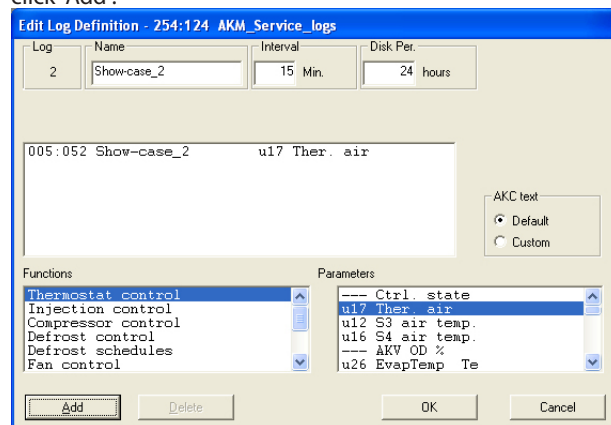 click 'Add'.
Edit Log Definition - 254:124 AKM_Service_logs
Log Name Interval Disk Per.
2 Show-case_2 15 Min. 24 hours
005:052 Show-case_2 u17 Ther. air
AKC text
Default
Custom
Functions
Thermostat control
Injection control
Compressor control
Defrost control
Defrost schedules
Fan control
Parameters
--- Ctrl. state
u17 Ther. air
u12 S3 air temp.
u16 S4 air temp.
--- AKV OD %
u26 EvapTemp Te
Add Delete OK Cancel